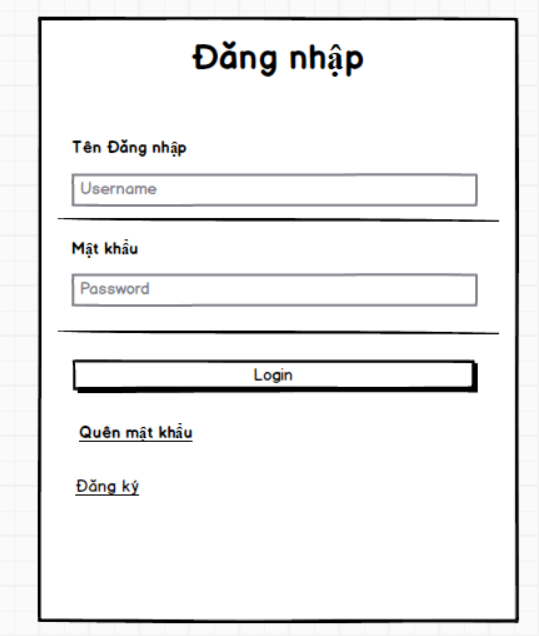 Đăng nhập
Tên Đăng nhập
Username
Mật khẩu
Password
Login
Quên mật khẩu
Đăng ký